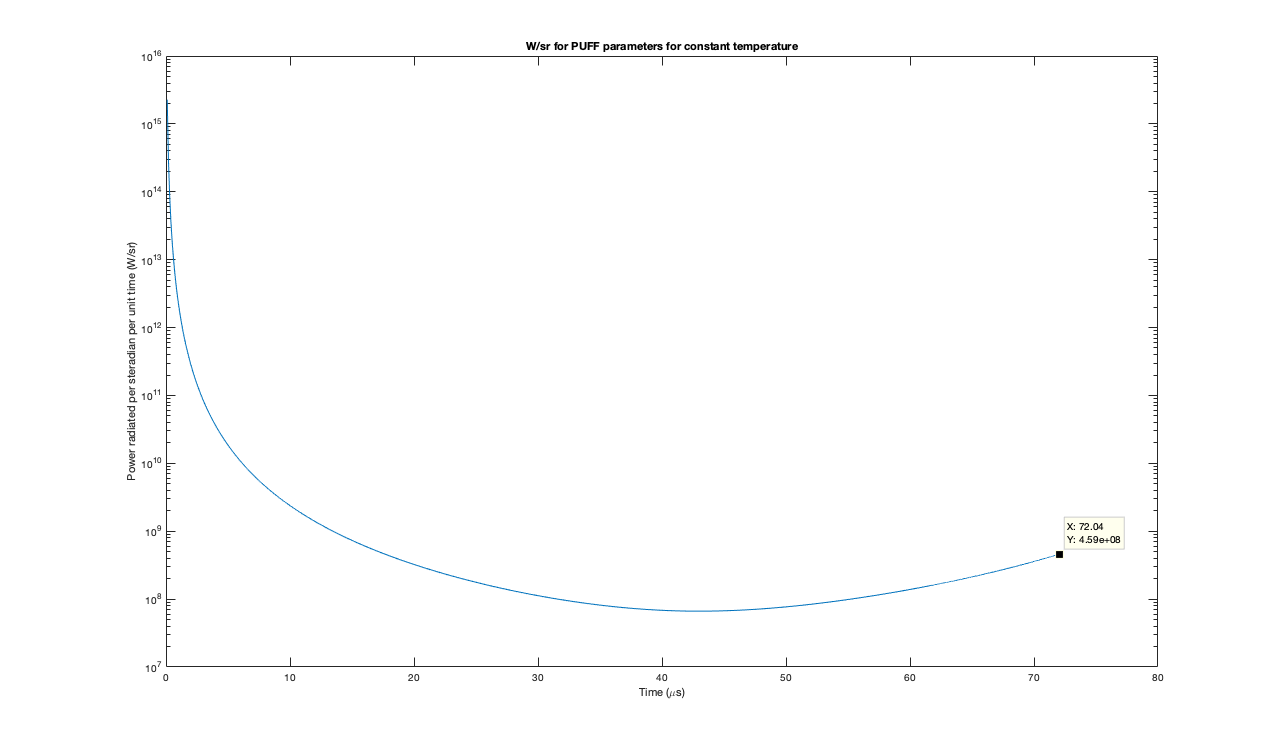 W/sr for PUFF parameters for constant temperature
Power radiated per steradian per unit time (W/sr)
10^16
10^15
10^14
10^13
10^12
10^11
10^10
10^9
10^8
10^7
X: 72.04
Y: 4.59e+08
0 10 20 30 40 50 60 70 80
Time (μs)